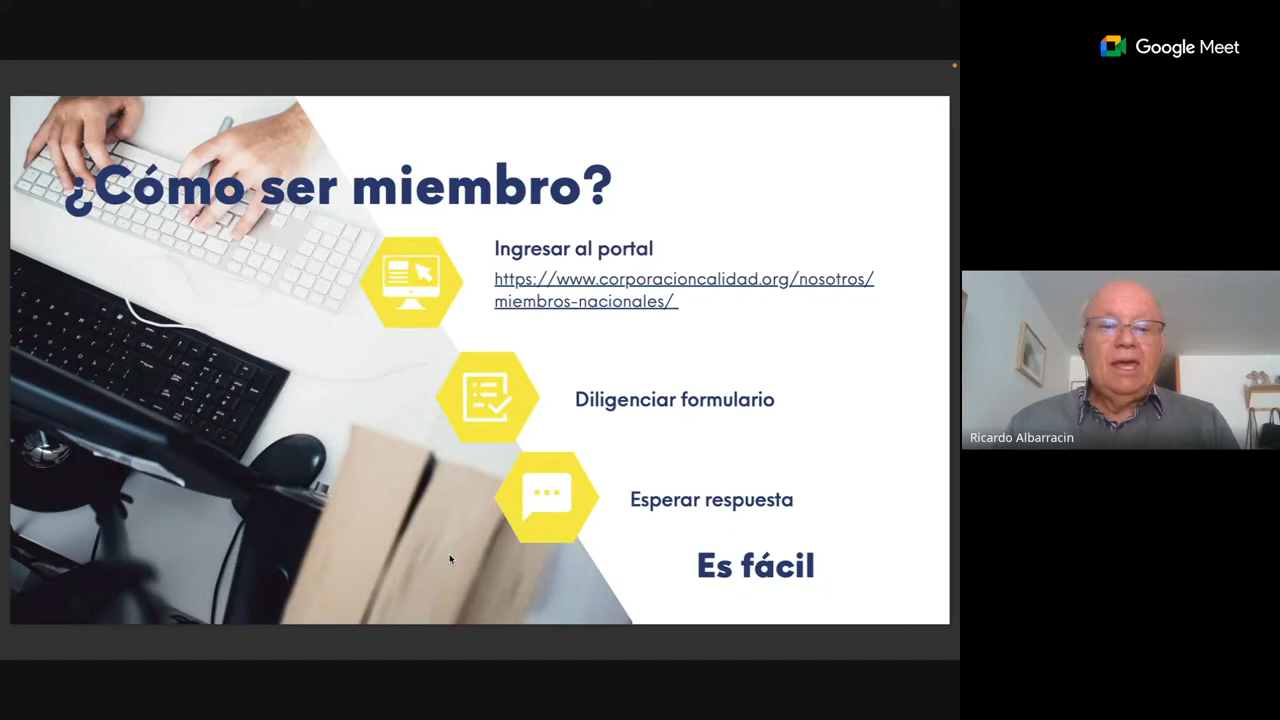 Google Meet
¿Cómo ser miembro?
Ingresar al portal
https://www.corporacioncalidad.org/nosotros/
miembros-nacionales/
Diligenciar formulario
Esperar respuesta
Es fácil
Ricardo Albarracin